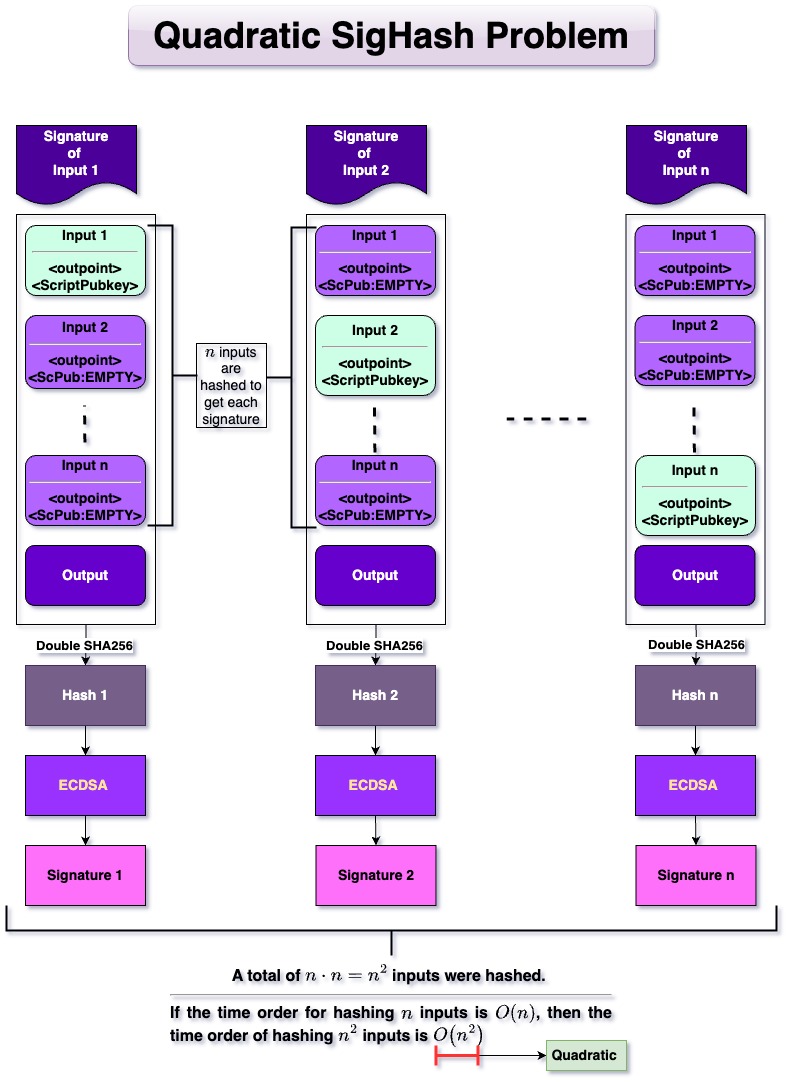 Quadratic SigHash Problem
Signature
of
Input 1
Signature
of
Input 2
Signature
of
Input n
Input 1
<outpoint>
<ScriptPubkey>
Input 2
<outpoint>
<ScPub:EMPTY>
Input n
<outpoint>
<ScPub:EMPTY>
Output
n inputs
are
hashed to
get each
signature
Input 1
<outpoint>
<ScPub:EMPTY>
Input 2
<outpoint>
<ScriptPubkey>
Input n
<outpoint>
<ScPub:EMPTY>
Output
Input 1
<outpoint>
<ScPub:EMPTY>
Input 2
<outpoint>
<ScPub:EMPTY>
Input n
<outpoint>
<ScriptPubkey>
Output
Double SHA256
Double SHA256
Double SHA256
Hash 1
Hash 2
Hash n
ECDSA
ECDSA
ECDSA
Signature 1
Signature 2
Signature n
A total of n · n = n² inputs were hashed.
If the time order for hashing n inputs is O(n), then the
time order of hashing n² inputs is O(n²)
Quadratic